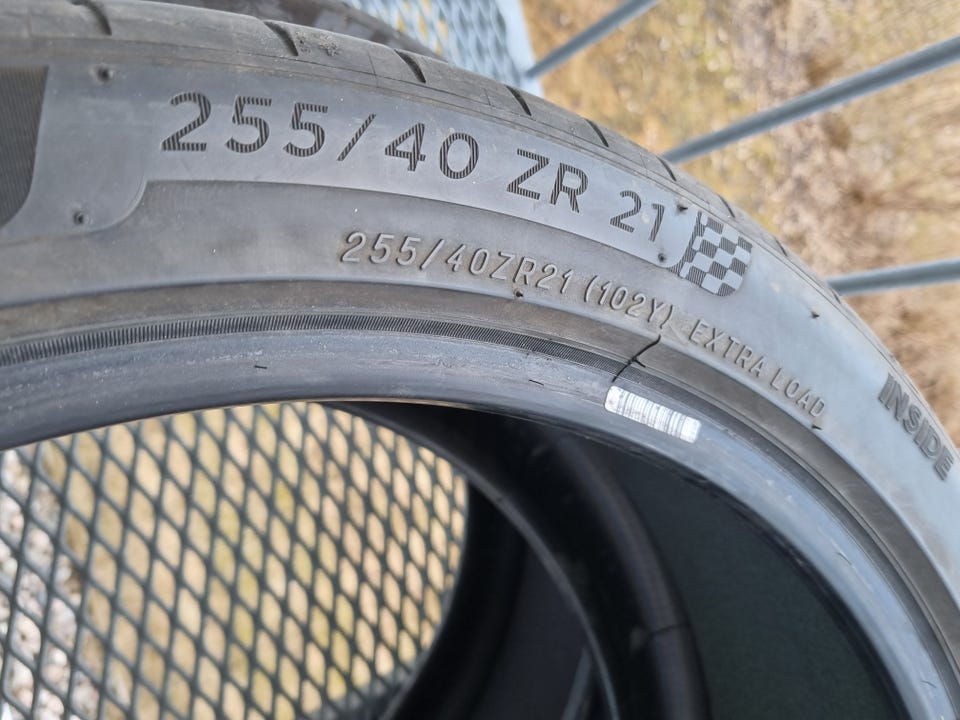 255/40 ZR 21
255/40ZR21 (102Y) EXTRA LOAD
INSIDE